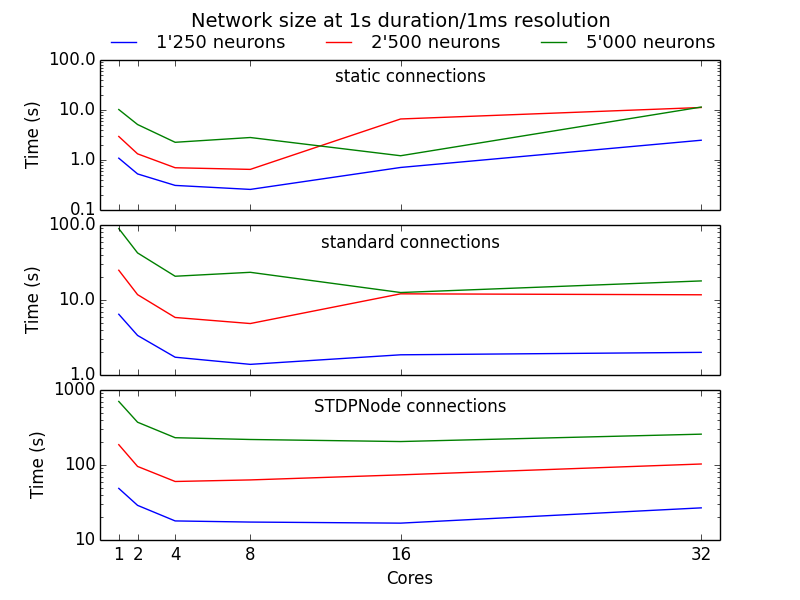 Network size at 1s duration/1ms resolution
1'250 neurons 2'500 neurons 5'000 neurons
100.0
static connections
10.0
Time (s)
1.0
0.1
100.0
standard connections
10.0
Time (s)
1.0
1000
STDPNode connections
100
Time (s)
10
1 2 4 8 16 32
Cores